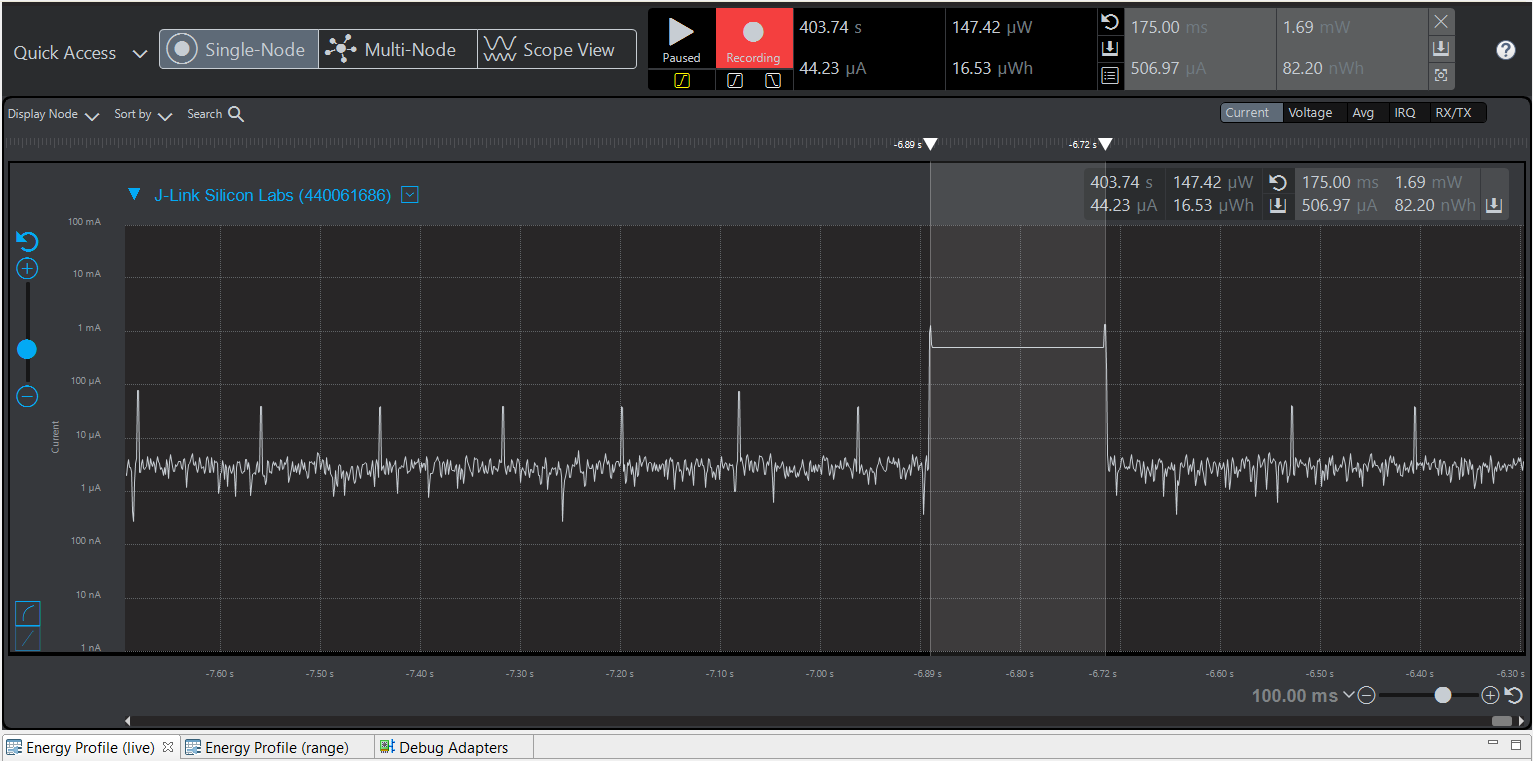 Quick Access
Single-Node
Multi-Node
Scope View
Paused
Recording
403.74 s
44.23 µA
147.42 µW
16.53 µWh
175.00 ms
506.97 µA
1.69 mW
82.20 nWh
?
Display Node
Sort by
Search
Current
Voltage
Avg
IRQ
RX/TX
-6.89 s
-6.72 s
J-Link Silicon Labs (440061686)
403.74 s 147.42 µW 175.00 ms 1.69 mW
44.23 µA 16.53 µWh 506.97 µA 82.20 nWh
100 mA
10 mA
1 mA
100 µA
10 µA
1 µA
100 nA
10 nA
1 nA
Current
-7.60 s -7.50 s -7.40 s -7.30 s -7.20 s -7.10 s -7.00 s -6.89 s -6.80 s -6.72 s -6.60 s -6.50 s -6.40 s -6.30 s
100.00 ms
Energy Profile (live)
Energy Profile (range)
Debug Adapters